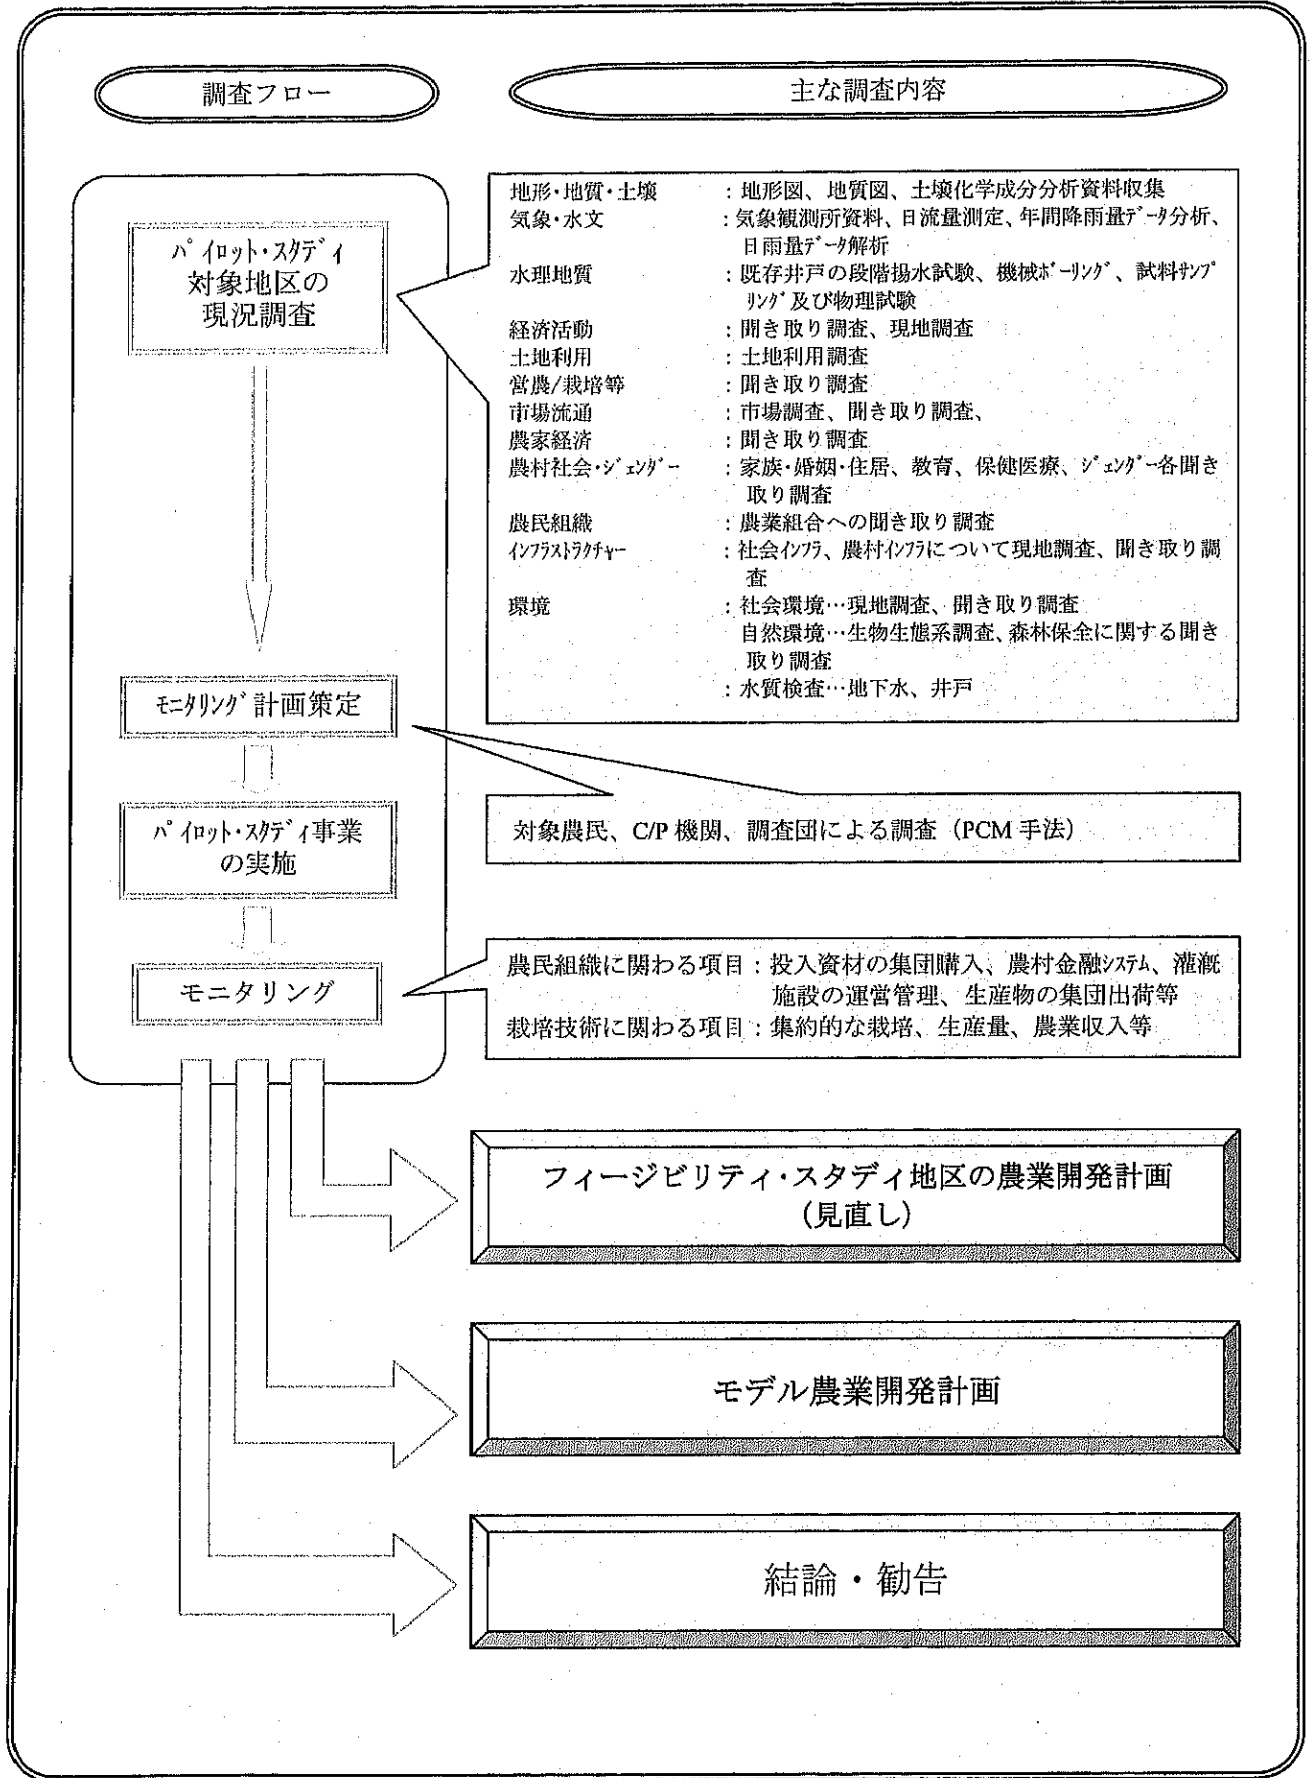 調査フロー
主な調査内容
パイロット・スタディ
対象地区の
現況調査
地形・地質・土壌 : 地形図、地質図、土壌化学成分分析資料収集
気象・水文 : 気象観測所資料、日流量測定、年間降雨量データ分析、
日雨量データ解析
水理地質 : 既存井戸の段階揚水試験、機械ボーリング、試料サンプ
リング及び物理試験
経済活動 : 聞き取り調査、現地調査
土地利用 : 土地利用調査
営農/栽培等 : 聞き取り調査
市場流通 : 市場調査、聞き取り調査、
農家経済 : 聞き取り調査
農村社会・ジェンダー : 家族・婚姻・住居、教育、保健医療、ジェンダー各聞き
取り調査
農民組織 : 農業組合への聞き取り調査
インフラストラクチャー : 社会インフラ、農村インフラについて現地調査、聞き取り調
査
環境 : 社会環境…現地調査、聞き取り調査
自然環境…生物生態系調査、森林保全に関する聞き
取り調査
: 水質検査…地下水、井戸
モニタリング計画策定
対象農民、C/P 機関、調査団による調査（PCM 手法）
パイロット・スタディ事業
の実施
モニタリング
農民組織に関わる項目：投入資材の集団購入、農村金融システム、灌漑
施設の運営管理、生産物の集団出荷等
栽培技術に関わる項目：集約的な栽培、生産量、農業収入等
フィージビリティ・スタディ地区の農業開発計画
(見直し)
モデル農業開発計画
結論・勧告